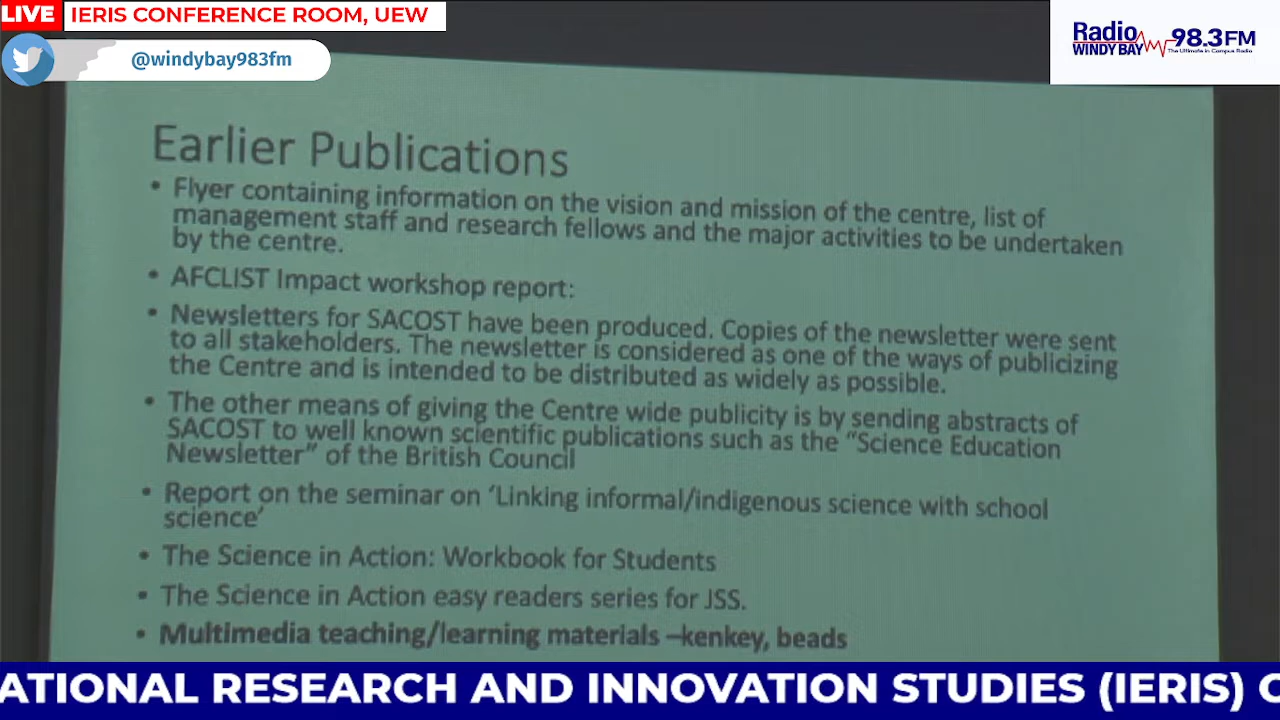 LIVE IERIS CONFERENCE ROOM, UEW
@windybay983fm
Radio
WINDY BAY 98.3FM
The Ultimate in Campus Radio
Earlier Publications
• Flyer containing information on the vision and mission of the centre, list of
management staff and research fellows and the major activities to be undertaken
by the centre.
• AFCLIST Impact workshop report:
• Newsletters for SACOST have been produced. Copies of the newsletter were sent
to all stakeholders. The newsletter is considered as one of the ways of publicizing
the Centre and is intended to be distributed as widely as possible.
• The other means of giving the Centre wide publicity is by sending abstracts of
SACOST to well known scientific publications such as the “Science Education
Newsletter” of the British Council
• Report on the seminar on ‘Linking informal/indigenous science with school
science’
• The Science in Action: Workbook for Students
• The Science in Action easy readers series for JSS.
• Multimedia teaching/learning materials –kenkey, beads
ATIONAL RESEARCH AND INNOVATION STUDIES (IERIS) C